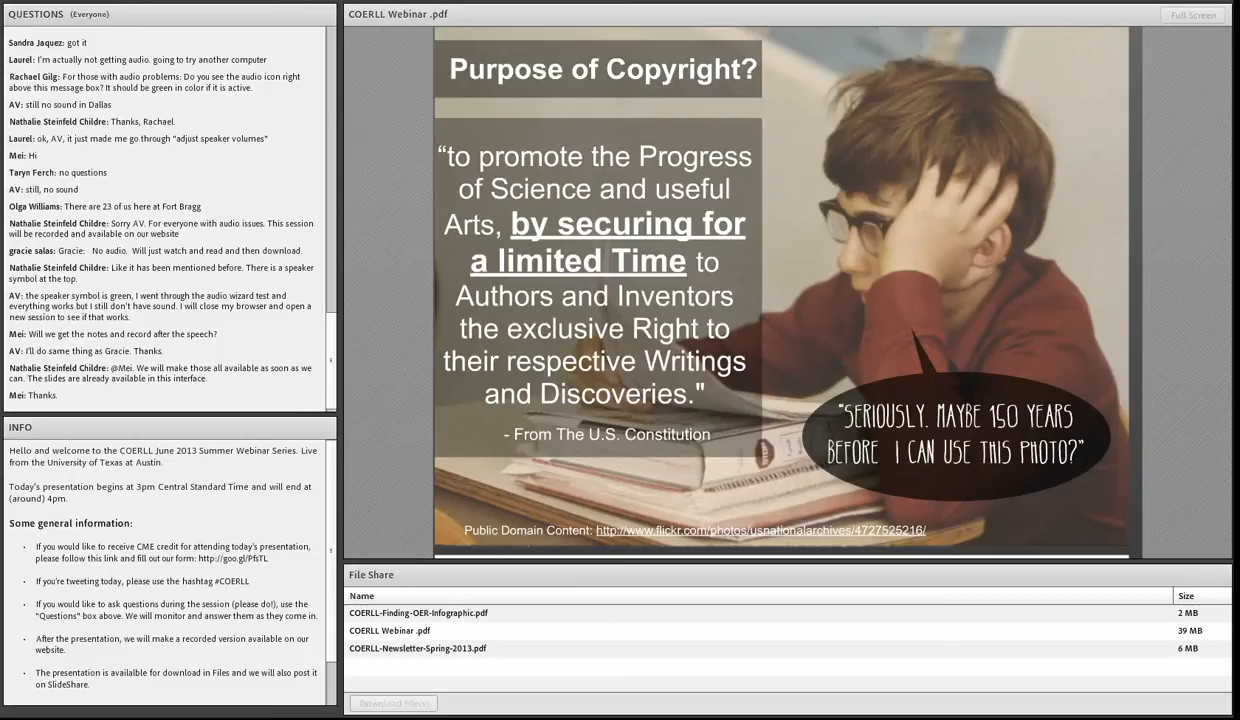 QUESTIONS (Everyone)
Sandra Jaquez: got it
Laurel: I'm actually not getting audio. going to try another computer
Rachael Gilg: For those with audio problems: Do you see the audio icon right
above this message box? It should be green in color if it is active.
AV: still no sound in Dallas
Nathalie Steinfeld Childre: Thanks, Rachael.
Laurel: ok, AV, it just made me go through "adjust speaker volumes"
Mei: Hi
Taryn Ferch: no questions
AV: still, no sound
Olga Williams: There are 23 of us here at Fort Bragg
Nathalie Steinfeld Childre: Sorry AV. For everyone with audio issues. This session
will be recorded and available on our website
gracie salas: Gracie: No audio. Will just watch and read and then download.
Nathalie Steinfeld Childre: Like it has been mentioned before. There is a speaker
symbol at the top.
AV: the speaker symbol is green, I went through the audio wizard test and
everything works but I still don't have sound. I will close my browser and open a
new session to see if that works.
Mei: Will we get the notes and record after the speech?
AV: I'll do same thing as Gracie. Thanks.
Nathalie Steinfeld Childre: @Mei. We will make those all available as soon as we
can. The slides are already available in this interface.
Mei: Thanks.
INFO
Hello and welcome to the COERLL June 2013 Summer Webinar Series. Live
from the University of Texas at Austin.
Today's presentation begins at 3pm Central Standard Time and will end at
(around) 4pm.
Some general information:
· If you would like to receive CME credit for attending today's presentation,
please follow this link and fill out our form: http://goo.gl/PfsTL
· If you're tweeting today, please use the hashtag #COERLL
· If you would like to ask questions during the session (please do!), use the
"Questions" box above. We will monitor and answer them as they come in.
· After the presentation, we will make a recorded version available on our
website.
· The presentation is available for download in Files and we will also post it
on SlideShare.
COERLL Webinar .pdf
Full Screen
Purpose of Copyright?
“to promote the Progress
of Science and useful
Arts, by securing for
a limited Time to
Authors and Inventors
the exclusive Right to
their respective Writings
and Discoveries."
- From The U.S. Constitution
“SERIOUSLY. MAYBE 150 YEARS
BEFORE I CAN USE THIS PHOTO?”
Public Domain Content: http://www.flickr.com/photos/usnationalarchives/4727525216/
File Share
Name Size
COERLL-Finding-OER-Infographic.pdf 2 MB
COERLL Webinar .pdf 39 MB
COERLL-Newsletter-Spring-2013.pdf 6 MB
Download File(s)